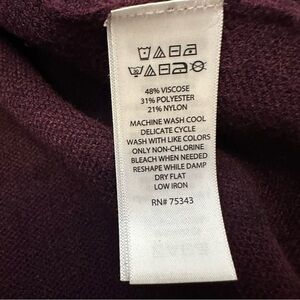 48% VISCOSE
31% POLYESTER
21% NYLON
MACHINE WASH COOL
DELICATE CYCLE
WASH WITH LIKE COLORS
ONLY NON-CHLORINE
BLEACH WHEN NEEDED
RESHAPE WHILE DAMP
DRY FLAT
LOW IRON
RN# 75343